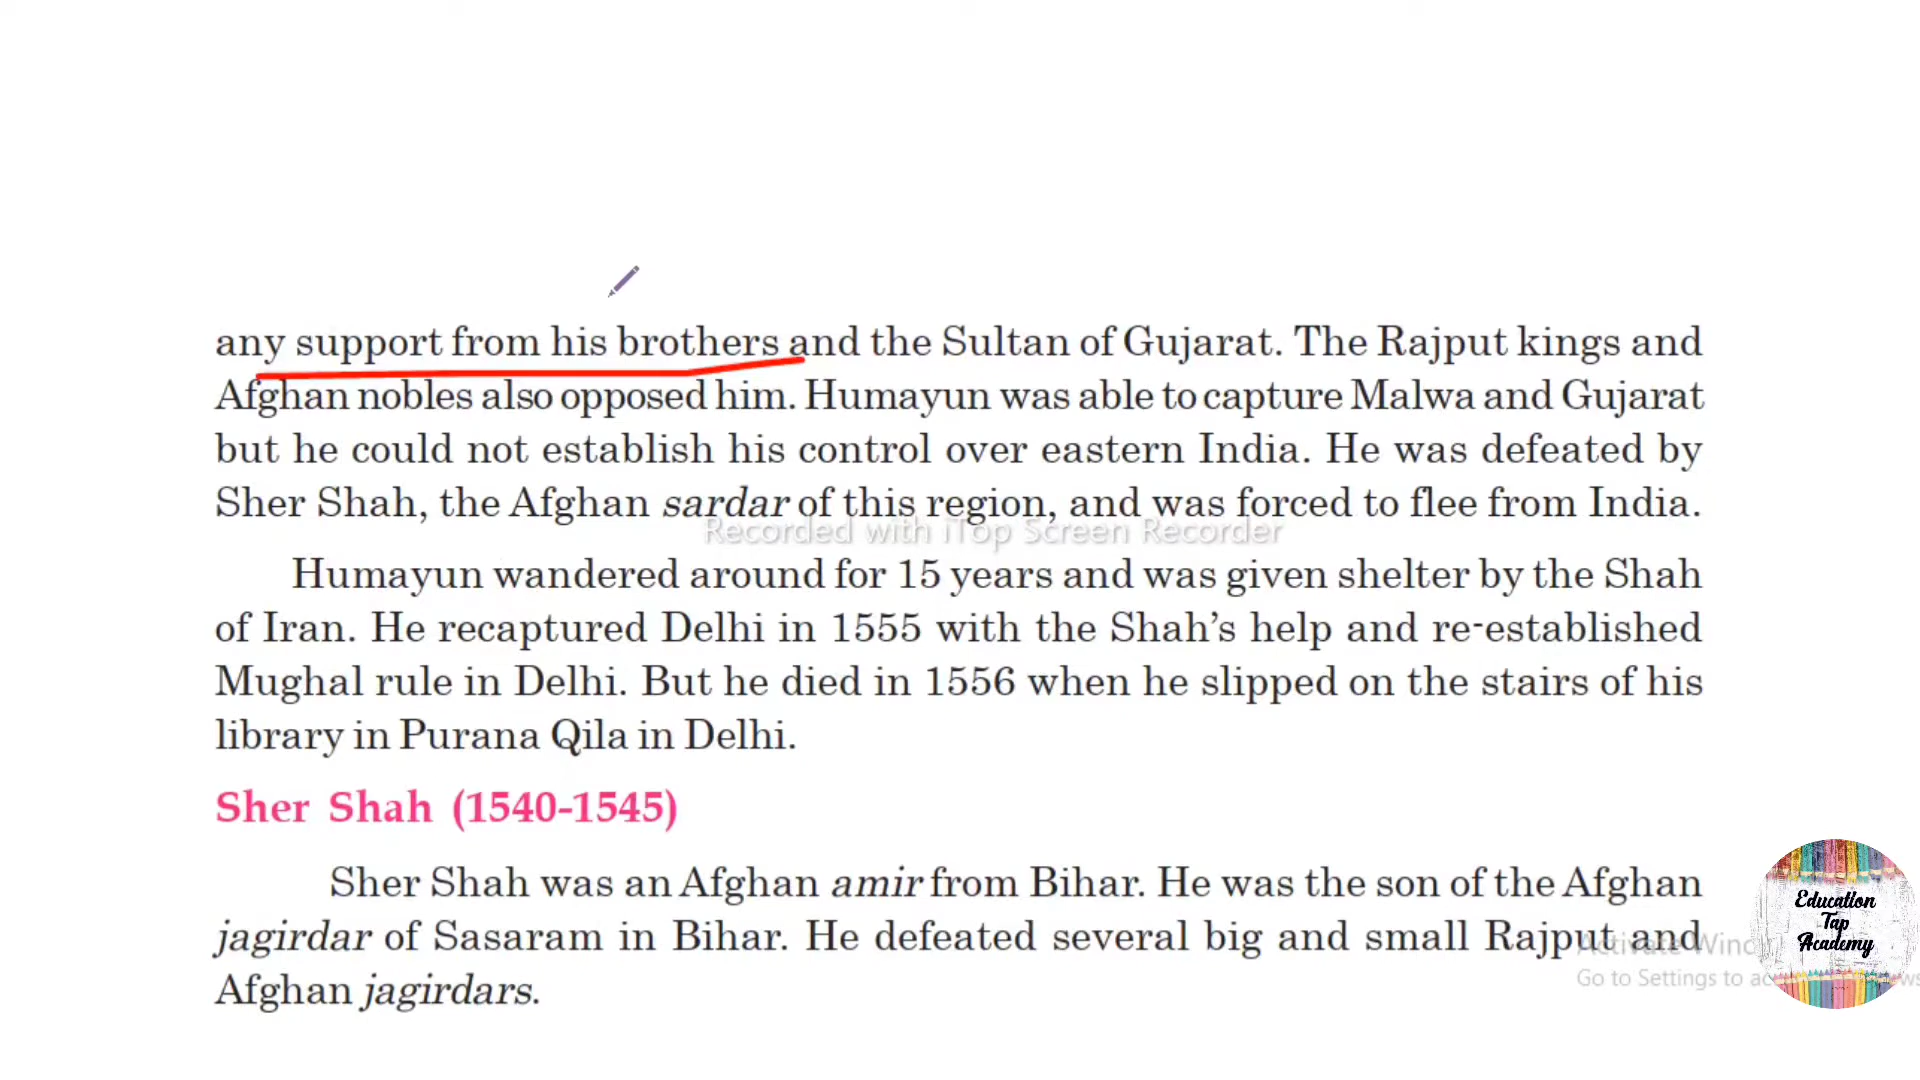 any support from his brothers and the Sultan of Gujarat. The Rajput kings and
Afghan nobles also opposed him. Humayun was able to capture Malwa and Gujarat
but he could not establish his control over eastern India. He was defeated by
Sher Shah, the Afghan sardar of this region, and was forced to flee from India.
Recorded with iTop Screen Recorder
Humayun wandered around for 15 years and was given shelter by the Shah
of Iran. He recaptured Delhi in 1555 with the Shah's help and re-established
Mughal rule in Delhi. But he died in 1556 when he slipped on the stairs of his
library in Purana Qila in Delhi.
Sher Shah (1540-1545)
Sher Shah was an Afghan amir from Bihar. He was the son of the Afghan
jagirdar of Sasaram in Bihar. He defeated several big and small Rajput and
Afghan jagirdars.
Education
Tap
Academy
Activate
Go to Settings to